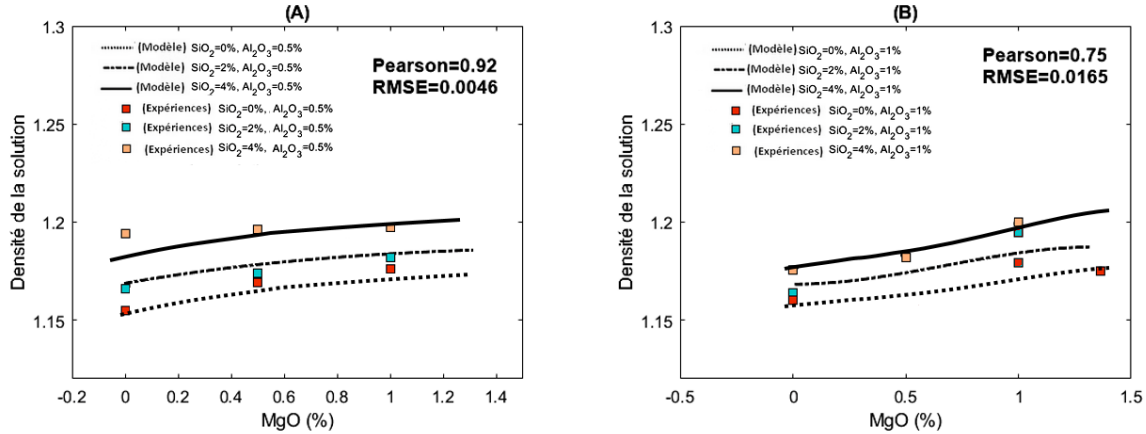 (A)
(Modèle) SiO2=0%, Al2O3=0.5%
(Modèle) SiO2=2%, Al2O3=0.5%
(Modèle) SiO2=4%, Al2O3=0.5%
(Expériences) SiO2=0%, Al2O3=0.5%
(Expériences) SiO2=2%, Al2O3=0.5%
(Expériences) SiO2=4%, Al2O3=0.5%
Pearson=0.92
RMSE=0.0046
1.3
1.25
1.2
1.15
Densité de la solution
-0.2 0 0.2 0.4 0.6 0.8 1 1.2 1.4
MgO (%)
(B)
(Modèle) SiO2=0%, Al2O3=1%
(Modèle) SiO2=2%, Al2O3=1%
(Modèle) SiO2=4%, Al2O3=1%
(Expériences) SiO2=0%, Al2O3=1%
(Expériences) SiO2=2%, Al2O3=1%
(Expériences) SiO2=4%, Al2O3=1%
Pearson=0.75
RMSE=0.0165
1.3
1.25
1.2
1.15
Densité de la solution
-0.5 0 0.5 1 1.5
MgO (%)